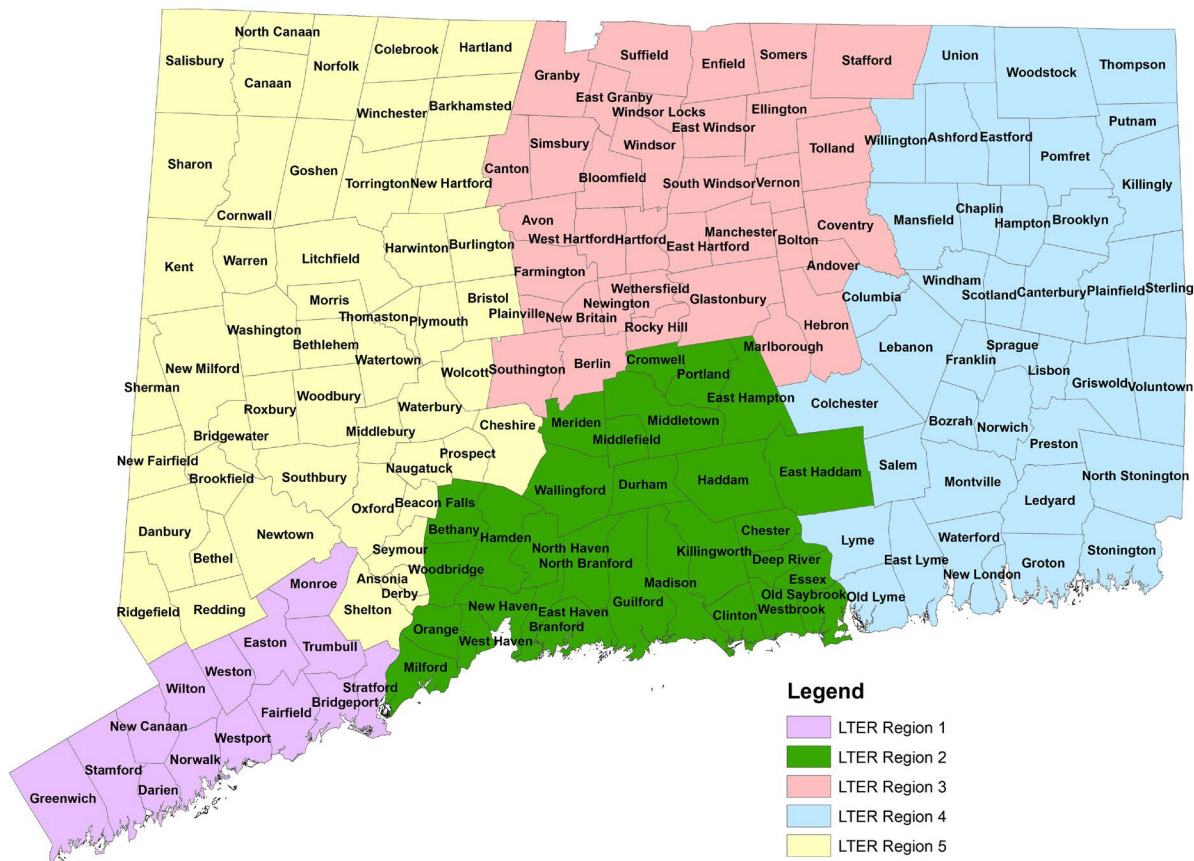 North Canaan
Colebrook
Hartland
Suffield
Enfield
Somers
Stafford
Union
Woodstock
Thompson
Salisbury
Canaan
Norfolk
Granby
East Granby
Winchester
Barkhamsted
Windsor Locks
Ellington
East Windsor
Putnam
Sharon
Goshen
Simsbury
Windsor
Tolland
Willington
Ashford
Eastford
Pomfret
Torrington
New Hartford
Canton
Bloomfield
South Windsor
Vernon
Killingly
Cornwall
Avon
Mansfield
Chaplin
Hampton
Brooklyn
Harwinton
Burlington
West Hartford
Hartford
East Hartford
Manchester
Bolton
Coventry
Kent
Warren
Litchfield
Farmington
Andover
Windham
Morris
Bristol
Wethersfield
Glastonbury
Columbia
Scotland
Canterbury
Plainfield
Sterling
Thomaston
Plymouth
Plainville
Newington
New Britain
Rocky Hill
Hebron
Washington
Bethlehem
Watertown
Marlborough
Lebanon
Franklin
Sprague
Lisbon
New Milford
Wolcott
Southington
Berlin
Cromwell
Portland
Griswold
Voluntown
Sherman
Roxbury
Woodbury
Waterbury
East Hampton
Colchester
Bridgewater
Middlebury
Cheshire
Meriden
Middletown
Middlefield
Bozrah
Norwich
Preston
New Fairfield
Brookfield
Southbury
Naugatuck
Prospect
Wallingford
Durham
Haddam
East Haddam
Salem
Montville
North Stonington
Danbury
Newtown
Oxford
Beacon Falls
Ledyard
Bethel
Seymour
Bethany
Hamden
North Haven
North Branford
Killingworth
Chester
Deep River
Lyme
East Lyme
Waterford
New London
Groton
Stonington
Monroe
Ansonia
Derby
Woodbridge
Madison
Essex
Old Saybrook
Westbrook
Old Lyme
Ridgefield
Redding
Shelton
New Haven
East Haven
Branford
Guilford
Clinton
Easton
Trumbull
Orange
West Haven
Weston
Milford
Wilton
Stratford
Bridgeport
Fairfield
New Canaan
Westport
Norwalk
Stamford
Darien
Greenwich
Legend
LTER Region 1
LTER Region 2
LTER Region 3
LTER Region 4
LTER Region 5